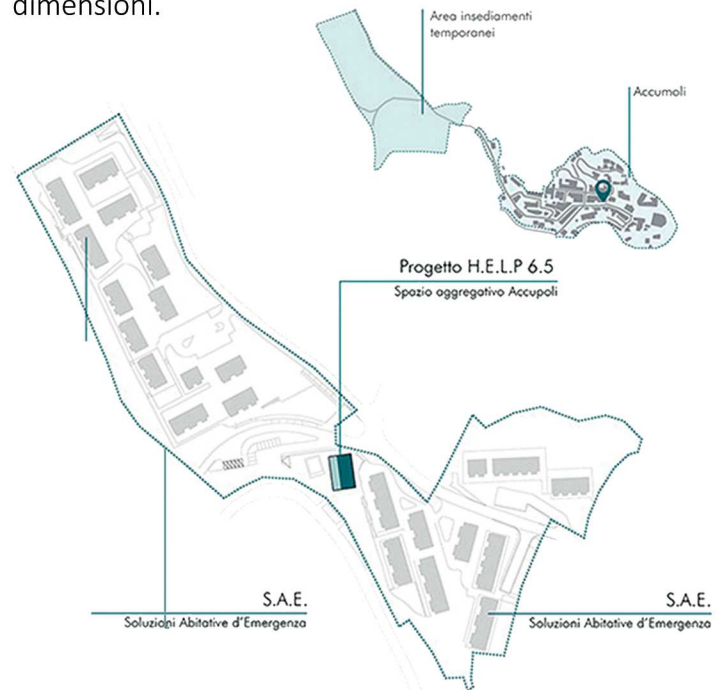 dimensioni.
Area insediamenti
temporanei
Accumoli
Progetto H.E.L.P 6.5
Spazio aggregativo Accupoli
S.A.E.
Soluzioni Abitative d'Emergenza
S.A.E.
Soluzioni Abitative d'Emergenza